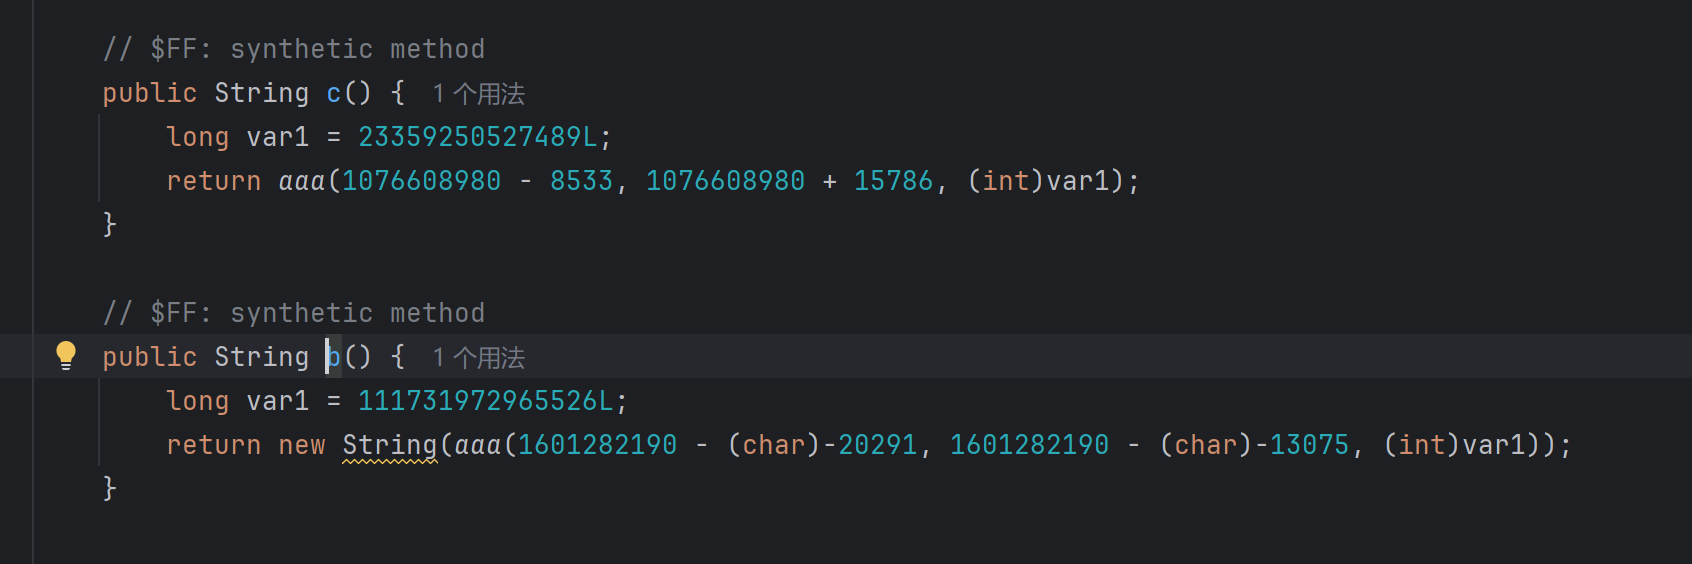 // $FF: synthetic method
public String c() { 1 个用法
long var1 = 23359250527489L;
return aaa(1076608980 - 8533, 1076608980 + 15786, (int)var1);
}
// $FF: synthetic method
public String b() { 1 个用法
long var1 = 111731972965526L;
return new String(aaa(1601282190 - (char)-20291, 1601282190 - (char)-13075, (int)var1));
}